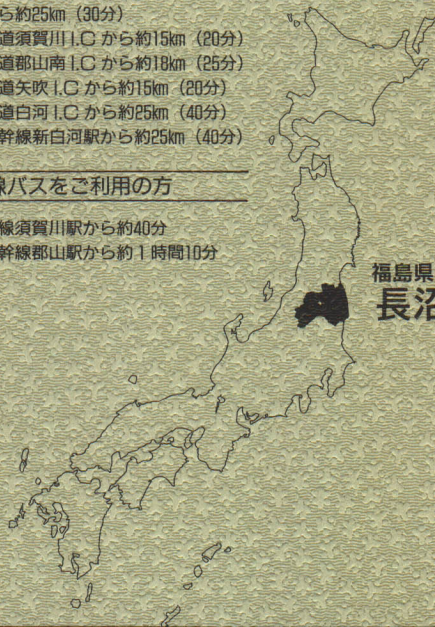 ら約25km（30分）
道須賀川I.Cから約15km（20分）
道郡山南I.Cから約18km（25分）
道矢吹I.Cから約15km（20分）
道白河I.Cから約25km（40分）
幹線新白河駅から約25km（40分）
線バスをご利用の方
線須賀川駅から約40分
幹線郡山駅から約1時間10分
福島県
長沼